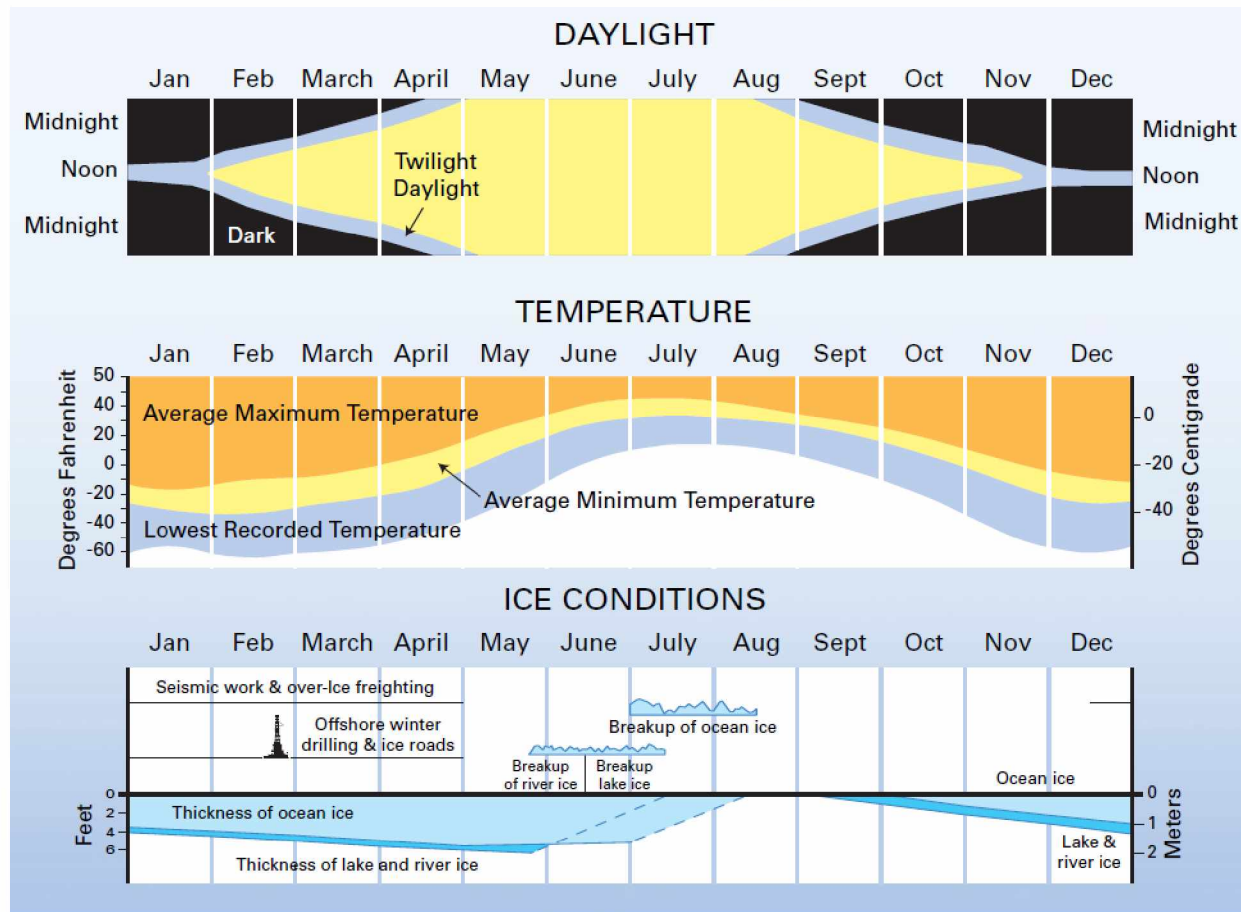 DAYLIGHT
Jan Feb March April May June July Aug Sept Oct Nov Dec
Midnight
Noon
Midnight
Twilight
Daylight
Dark
Midnight
Noon
Midnight
TEMPERATURE
Jan Feb March April May June July Aug Sept Oct Nov Dec
Degrees Fahrenheit
50
40
20
0
-20
-40
-60
Average Maximum Temperature
Average Minimum Temperature
Lowest Recorded Temperature
0
-20
-40
Degrees Centigrade
ICE CONDITIONS
Jan Feb March April May June July Aug Sept Oct Nov Dec
Seismic work & over-Ice freighting
Offshore winter
drilling & ice roads
Breakup of ocean ice
Breakup
of river ice
Breakup
lake ice
Ocean ice
Feet
0
2
4
6
Thickness of ocean ice
Thickness of lake and river ice
Lake &
river ice
0
1
2
Meters